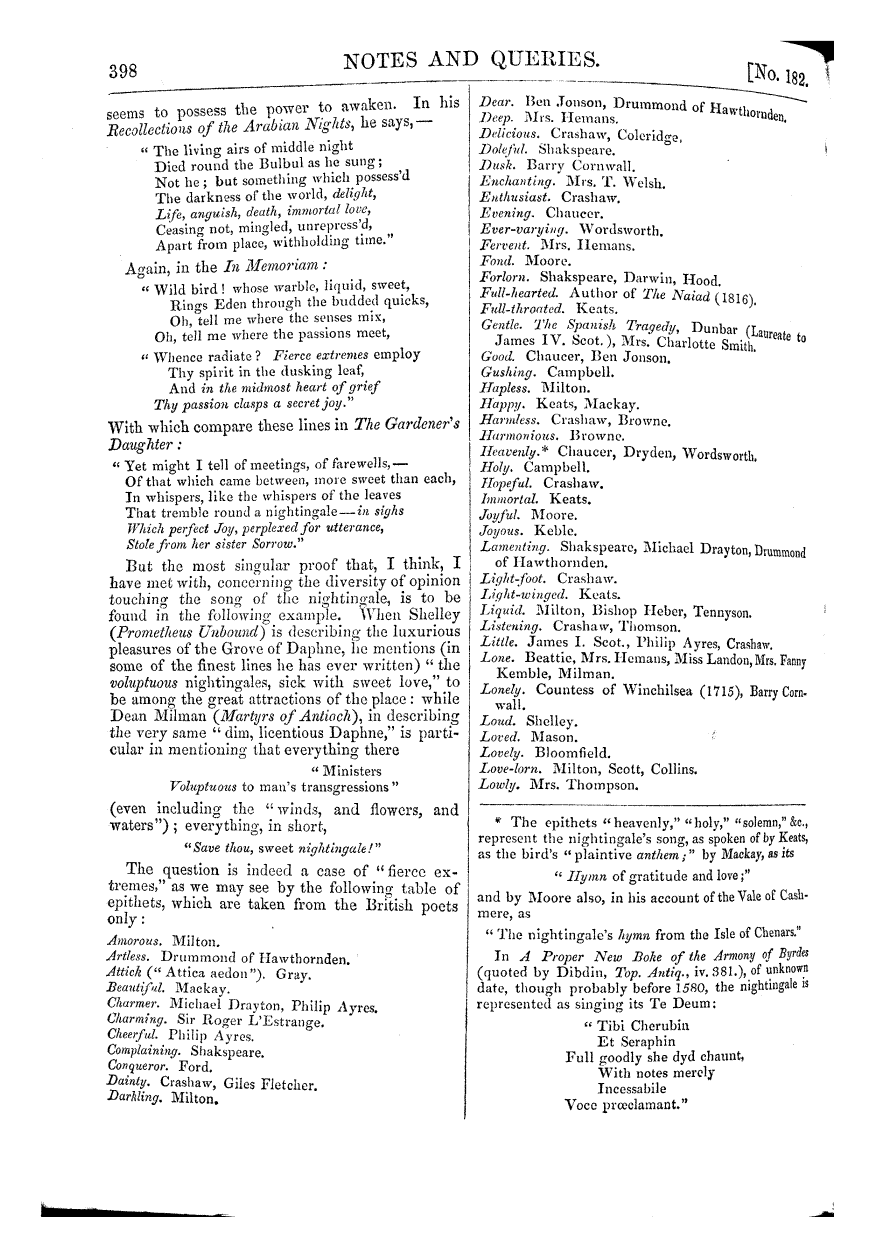 398
NOTES AND QUERIES.
[No. 182.
seems to possess the power to awaken. In his
Recollections of the Arabian Nights, he says,—
“ The living airs of middle night
Died round the Bulbul as he sung;
Not he; but something which possess'd
The darkness of the world, delight,
Life, anguish, death, immortal love,
Ceasing not, mingled, unrepress'd,
Apart from place, withholding time.”
Again, in the In Memoriam:
“ Wild bird! whose warble, liquid, sweet,
Rings Eden through the budded quicks,
Oh, tell me where the senses mix,
Oh, tell me where the passions meet,
“ Whence radiate? Fierce extremes employ
Thy spirit in the dusking leaf,
And in the midmost heart of grief
Thy passion clasps a secret joy.”
With which compare these lines in The Gardener's
Daughter:
“ Yet might I tell of meetings, of farewells,—
Of that which came between, more sweet than each,
In whispers, like the whispers of the leaves
That tremble round a nightingale—in sighs
Which perfect Joy, perplexed for utterance,
Stole from her sister Sorrow.”
But the most singular proof that, I think, I
have met with, concerning the diversity of opinion
touching the song of the nightingale, is to be
found in the following example. When Shelley
(Prometheus Unbound) is describing the luxurious
pleasures of the Grove of Daphne, he mentions (in
some of the finest lines he has ever written) “ the
voluptuous nightingales, sick with sweet love,” to
be among the great attractions of the place: while
Dean Milman (Martyrs of Antioch), in describing
the very same “ dim, licentious Daphne,” is parti-
cular in mentioning that everything there
“ Ministers
Voluptuous to man's transgressions ”
(even including the “ winds, and flowers, and
waters”); everything, in short,
“Save thou, sweet nightingale!”
The question is indeed a case of “ fierce ex-
tremes,” as we may see by the following table of
epithets, which are taken from the British poets
only:
Amorous. Milton.
Artless. Drummond of Hawthornden.
Attick (“ Attica aedon”). Gray.
Beautiful. Mackay.
Charmer. Michael Drayton, Philip Ayres.
Charming. Sir Roger L'Estrange.
Cheerful. Philip Ayres.
Complaining. Shakspeare.
Conqueror. Ford.
Dainty. Crashaw, Giles Fletcher.
Darkling. Milton.
Dear. Ben Jonson, Drummond of Hawthornden.
Deep. Mrs. Hemans.
Delicious. Crashaw, Coleridge.
Doleful. Shakspeare.
Dusk. Barry Cornwall.
Enchanting. Mrs. T. Welsh.
Enthusiast. Crashaw.
Evening. Chaucer.
Ever-varying. Wordsworth.
Fervent. Mrs. Hemans.
Fond. Moore.
Forlorn. Shakspeare, Darwin, Hood.
Full-hearted. Author of The Naiad (1816).
Full-throated. Keats.
Gentle. The Spanish Tragedy, Dunbar (Laureate to
James IV. Scot.), Mrs. Charlotte Smith.
Good. Chaucer, Ben Jonson.
Gushing. Campbell.
Hapless. Milton.
Happy. Keats, Mackay.
Harmless. Crashaw, Browne.
Harmonious. Browne.
Heavenly.* Chaucer, Dryden, Wordsworth.
Holy. Campbell.
Hopeful. Crashaw.
Immortal. Keats.
Joyful. Moore.
Joyous. Keble.
Lamenting. Shakspeare, Michael Drayton, Drummond
of Hawthornden.
Light-foot. Crashaw.
Light-winged. Keats.
Liquid. Milton, Bishop Heber, Tennyson.
Listening. Crashaw, Thomson.
Little. James I. Scot., Philip Ayres, Crashaw.
Lone. Beattie, Mrs. Hemans, Miss Landon, Mrs. Fanny
Kemble, Milman.
Lonely. Countess of Winchilsea (1715), Barry Corn-
wall.
Loud. Shelley.
Loved. Mason.
Lovely. Bloomfield.
Love-lorn. Milton, Scott, Collins.
Lowly. Mrs. Thompson.
* The epithets “ heavenly,” “ holy,” “solemn,” &c.,
represent the nightingale's song, as spoken of by Keats,
as the bird's “ plaintive anthem;” by Mackay, as its
“ Hymn of gratitude and love;”
and by Moore also, in his account of the Vale of Cash-
mere, as
“ The nightingale's hymn from the Isle of Chenars.”
In A Proper New Boke of the Armony of Byrdes
(quoted by Dibdin, Top. Antiq., iv. 381.), of unknown
date, though probably before 1580, the nightingale is
represented as singing its Te Deum:
“ Tibi Cherubin
Et Seraphin
Full goodly she dyd chaunt,
With notes merely
Incessabile
Voce prœclamant.”